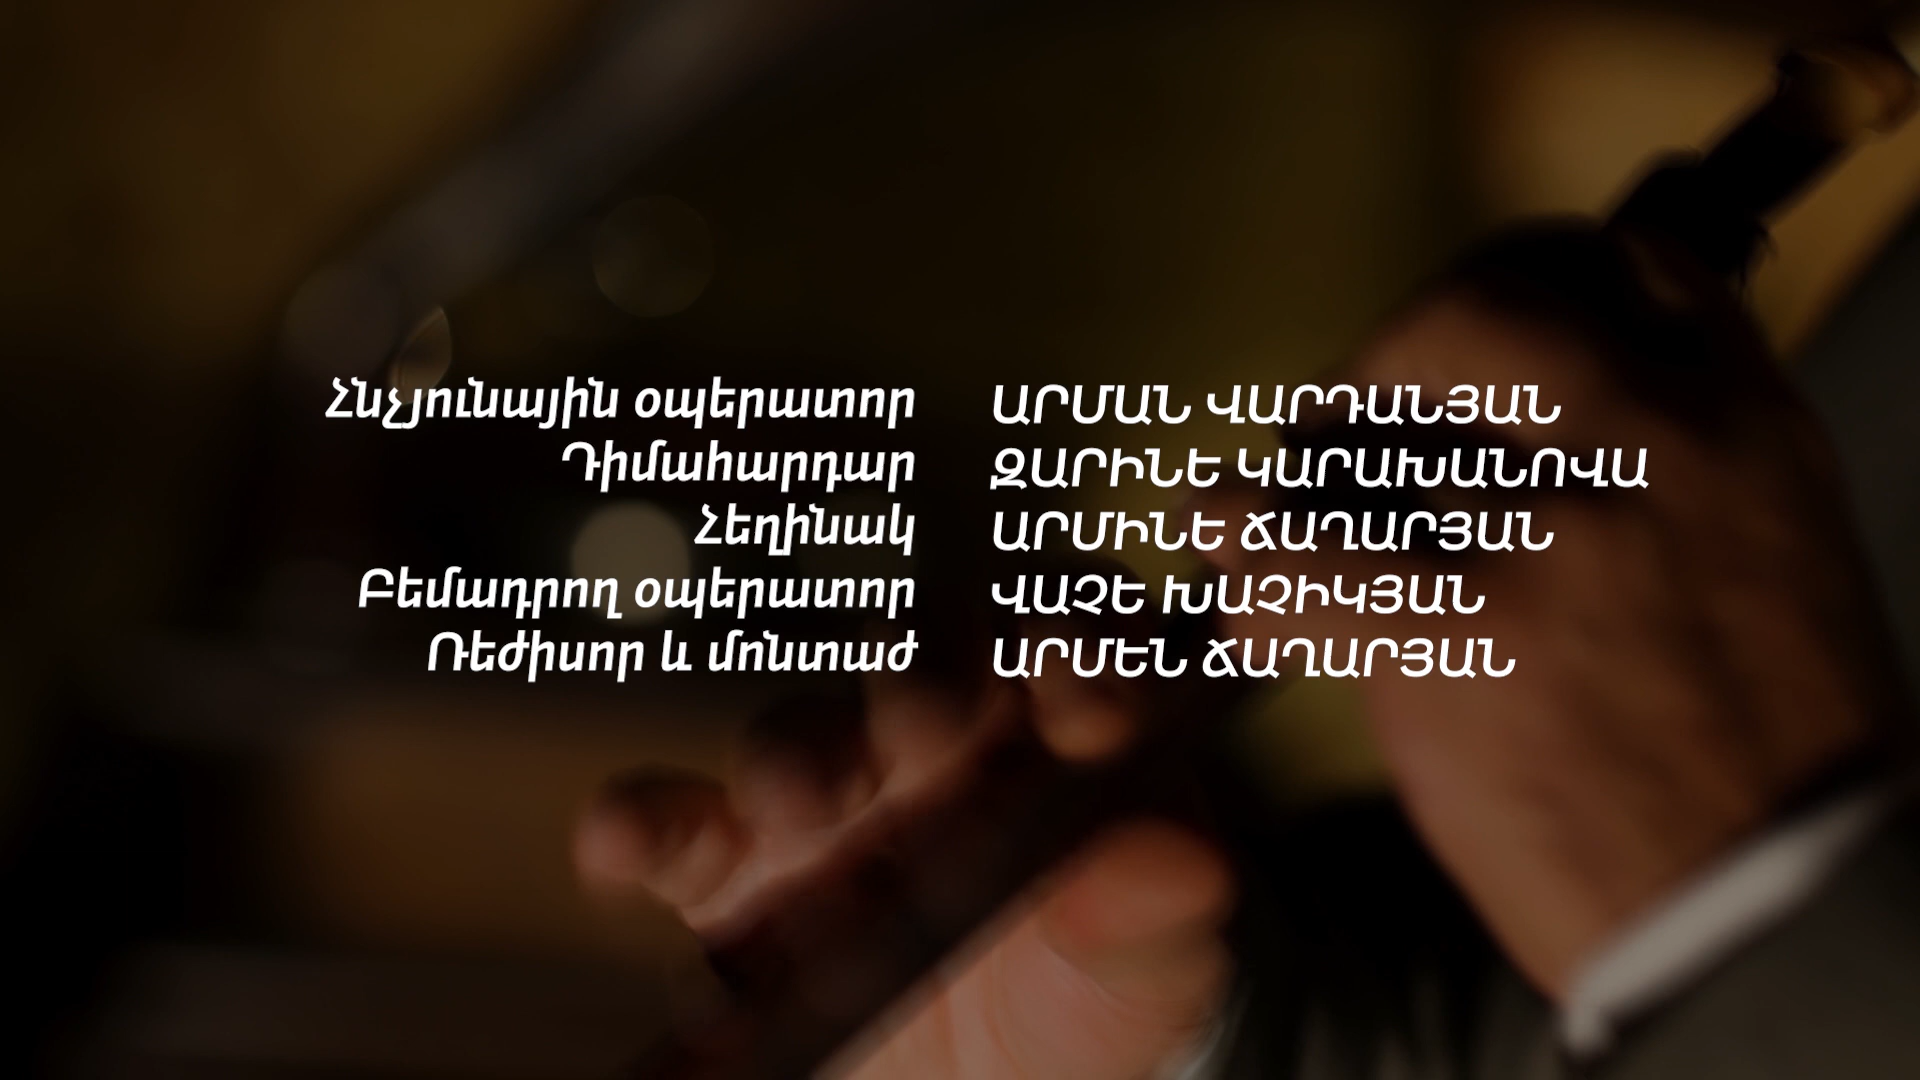 Հնչյունային օպերատոր ԱՐՄԱՆ ՎԱՐԴԱՆՅԱՆ
Դիմահարդար ԶԱՐԻՆԵ ԿԱՐԱԽԱՆՈՎԱ
Հեղինակ ԱՐՄԻՆԵ ՃԱՂԱՐՅԱՆ
Բեմադրող օպերատոր ՎԱՉԵ ԽԱՉԻԿՅԱՆ
Ռեժիսոր և մոնտաժ ԱՐՄԵՆ ՃԱՂԱՐՅԱՆ